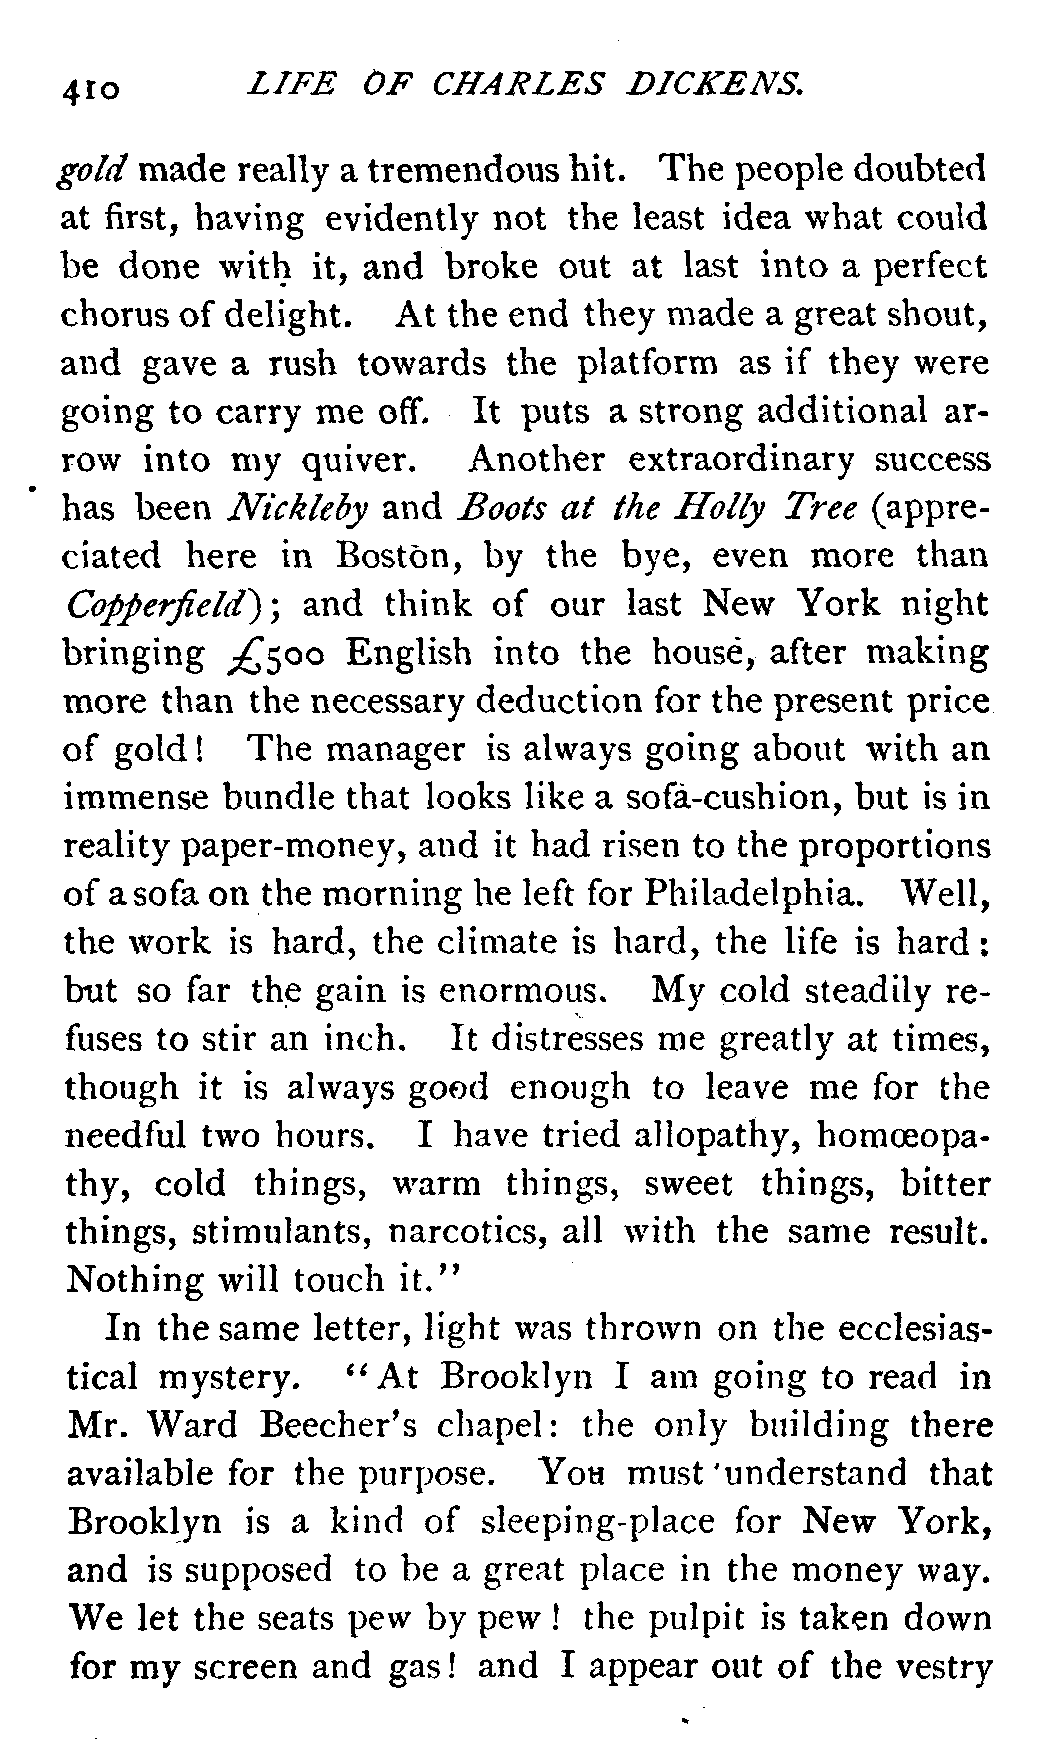 410 LIFE OF CHARLES DICKENS.
gold made really a tremendous hit. The people doubted
at first, having evidently not the least idea what could
be done with it, and broke out at last into a perfect
chorus of delight. At the end they made a great shout,
and gave a rush towards the platform as if they were
going to carry me off. It puts a strong additional ar-
row into my quiver. Another extraordinary success
has been Nickleby and Boots at the Holly Tree (appre-
ciated here in Boston, by the bye, even more than
Copperfield); and think of our last New York night
bringing £500 English into the house, after making
more than the necessary deduction for the present price
of gold! The manager is always going about with an
immense bundle that looks like a sofa-cushion, but is in
reality paper-money, and it had risen to the proportions
of a sofa on the morning he left for Philadelphia. Well,
the work is hard, the climate is hard, the life is hard:
but so far the gain is enormous. My cold steadily re-
fuses to stir an inch. It distresses me greatly at times,
though it is always good enough to leave me for the
needful two hours. I have tried allopathy, homœopa-
thy, cold things, warm things, sweet things, bitter
things, stimulants, narcotics, all with the same result.
Nothing will touch it."
In the same letter, light was thrown on the ecclesias-
tical mystery. "At Brooklyn I am going to read in
Mr. Ward Beecher's chapel: the only building there
available for the purpose. You must understand that
Brooklyn is a kind of sleeping-place for New York,
and is supposed to be a great place in the money way.
We let the seats pew by pew! the pulpit is taken down
for my screen and gas! and I appear out of the vestry